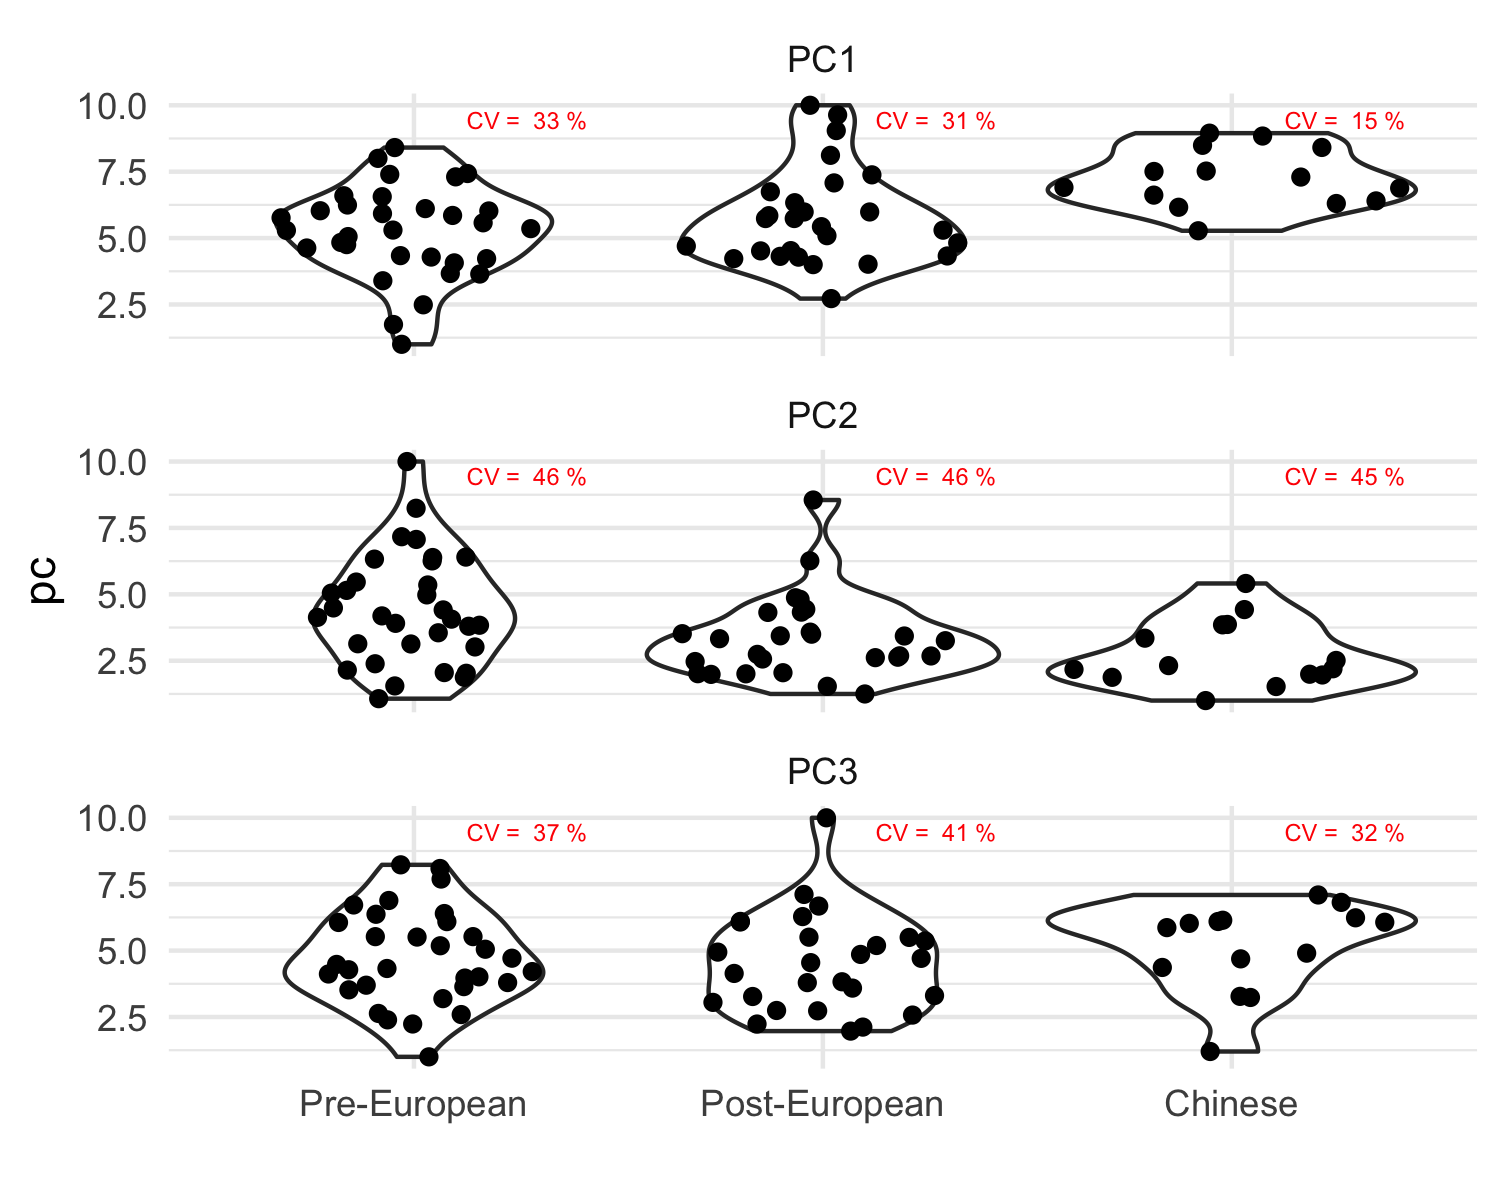 PC1
10.0
7.5
5.0
2.5
CV = 33 %
CV = 31 %
CV = 15 %
PC2
10.0
7.5
5.0
2.5
CV = 46 %
CV = 46 %
CV = 45 %
pc
PC3
10.0
7.5
5.0
2.5
CV = 37 %
CV = 41 %
CV = 32 %
Pre-European
Post-European
Chinese